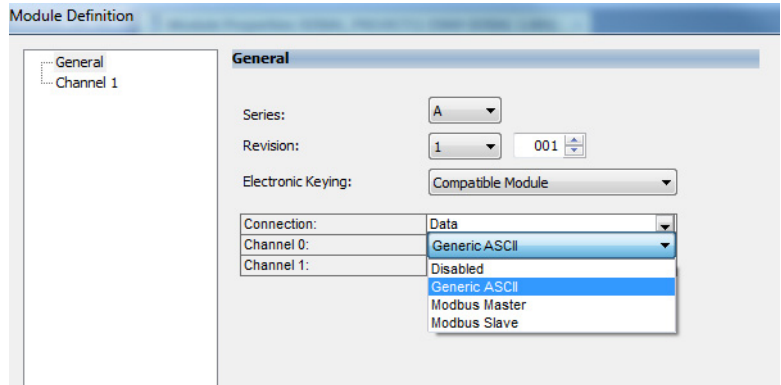 Module Definition
General
Channel 1
General
Series:
A
Revision:
1
001
Electronic Keying:
Compatible Module
Connection:
Data
Channel 0:
Generic ASCII
Channel 1:
Disabled
Generic ASCII
Modbus Master
Modbus Slave